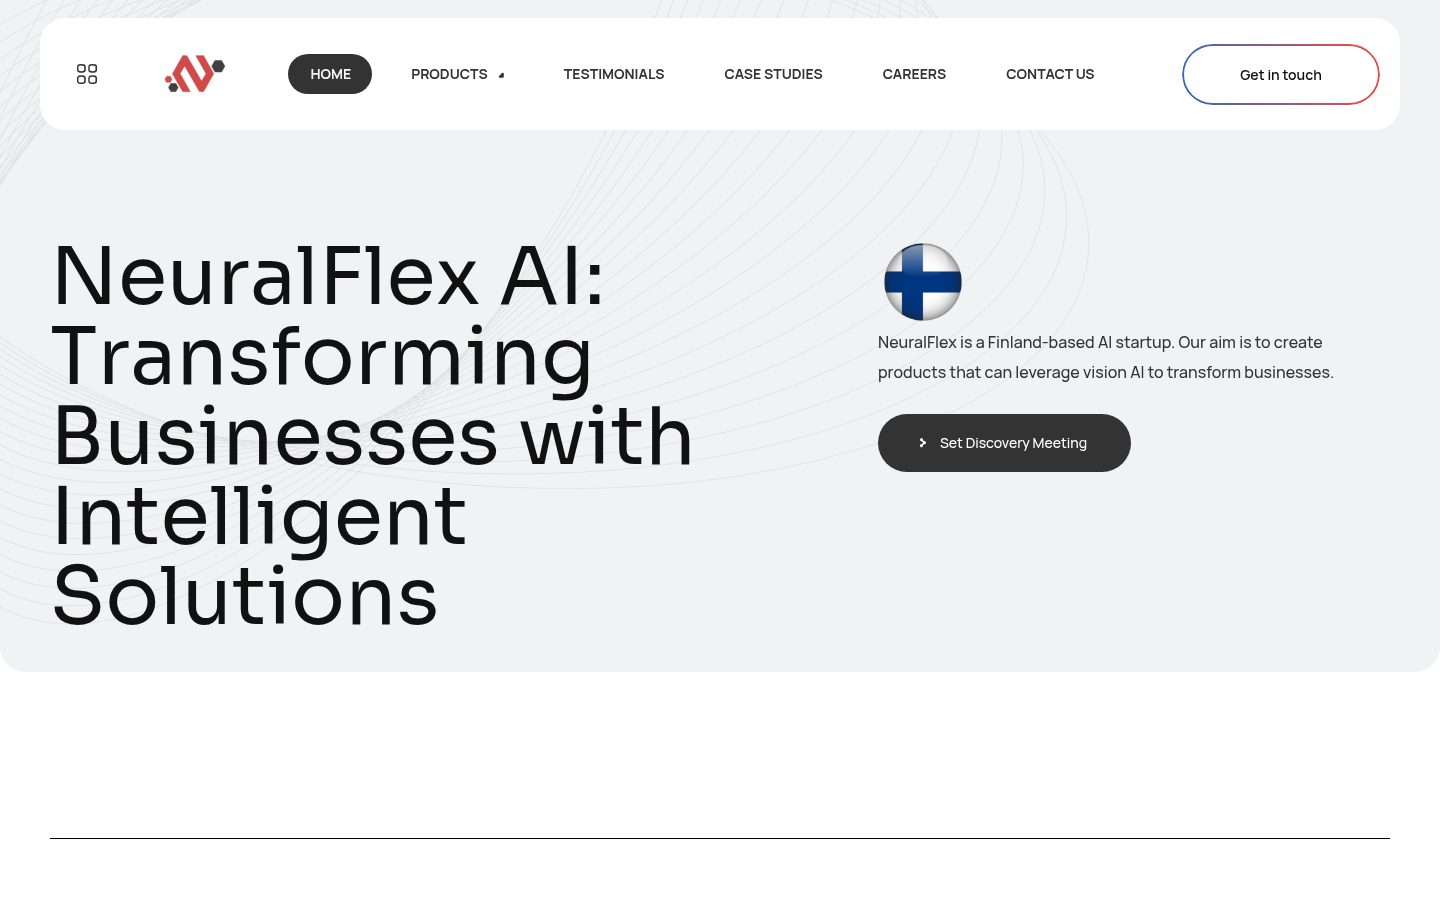 HOME
PRODUCTS
TESTIMONIALS
CASE STUDIES
CAREERS
CONTACT US
Get in touch
NeuralFlex AI:
Transforming
Businesses with
Intelligent
Solutions
NeuralFlex is a Finland-based AI startup. Our aim is to create
products that can leverage vision AI to transform businesses.
Set Discovery Meeting